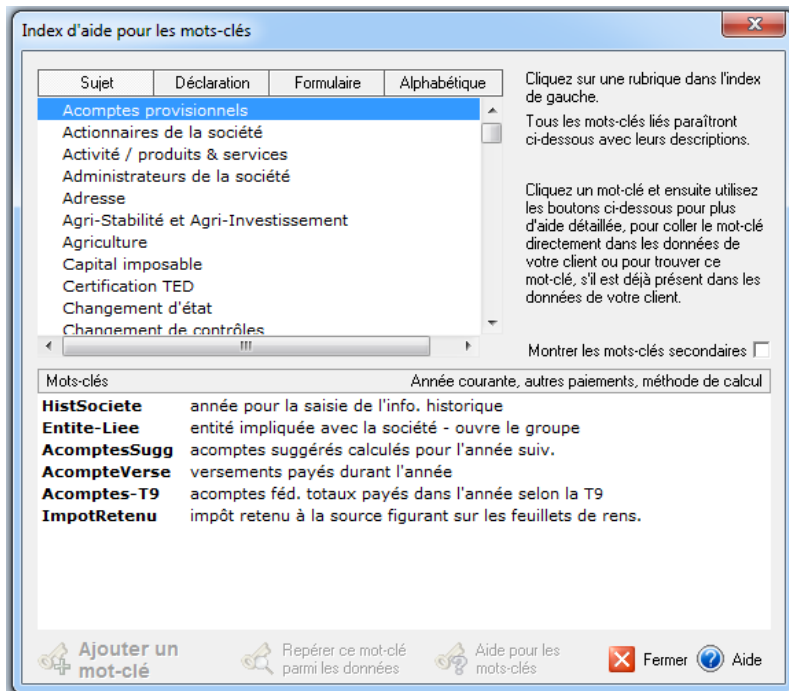 Index d'aide pour les mots-clés
Sujet Déclaration Formulaire Alphabétique
Acomptes provisionnels
Actionnaires de la société
Activité / produits & services
Administrateurs de la société
Adresse
Agri-Stabilité et Agri-Investissement
Agriculture
Capital imposable
Certification TED
Changement d'état
Changement de contrôles
Cliquez sur une rubrique dans l'index
de gauche.
Tous les mots-clés liés paraîtront
ci-dessous avec leurs descriptions.
Cliquez un mot-clé et ensuite utilisez
les boutons ci-dessous pour plus
d'aide détaillée, pour coller le mot-clé
directement dans les données de
votre client ou pour trouver ce
mot-clé, s'il est déjà présent dans les
données de votre client.
Montrer les mots-clés secondaires
Mots-clés Année courante, autres paiements, méthode de calcul
HistSociete année pour la saisie de l'info. historique
Entite-Liee entité impliquée avec la société - ouvre le groupe
AcomptesSugg acomptes suggérés calculés pour l'année suiv.
AcompteVerse versements payés durant l'année
Acomptes-T9 acomptes féd. totaux payés dans l'année selon la T9
ImpotRetenu impôt retenu à la source figurant sur les feuillets de rens.
Ajouter un
mot-clé
Repérer ce mot-clé
parmi les données
Aide pour les
mots-clés
Fermer
Aide